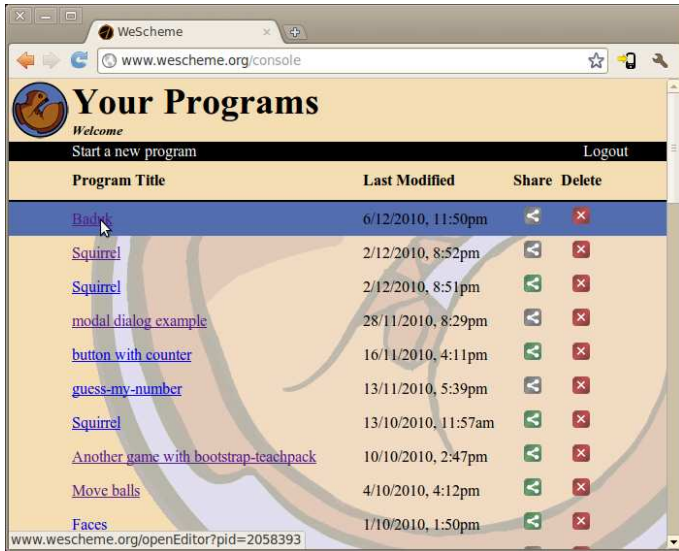 WeScheme
www.wescheme.org/console
Your Programs
Welcome
Start a new program Logout
Program Title Last Modified Share Delete
Baduk 6/12/2010, 11:50pm
Squirrel 2/12/2010, 8:52pm
Squirrel 2/12/2010, 8:51pm
modal dialog example 28/11/2010, 8:29pm
button with counter 16/11/2010, 4:11pm
guess-my-number 13/11/2010, 5:39pm
Squirrel 13/10/2010, 11:57am
Another game with bootstrap-teachpack 10/10/2010, 2:47pm
Move balls 4/10/2010, 4:12pm
Faces 1/10/2010, 1:50pm
www.wescheme.org/openEditor?pid=2058393